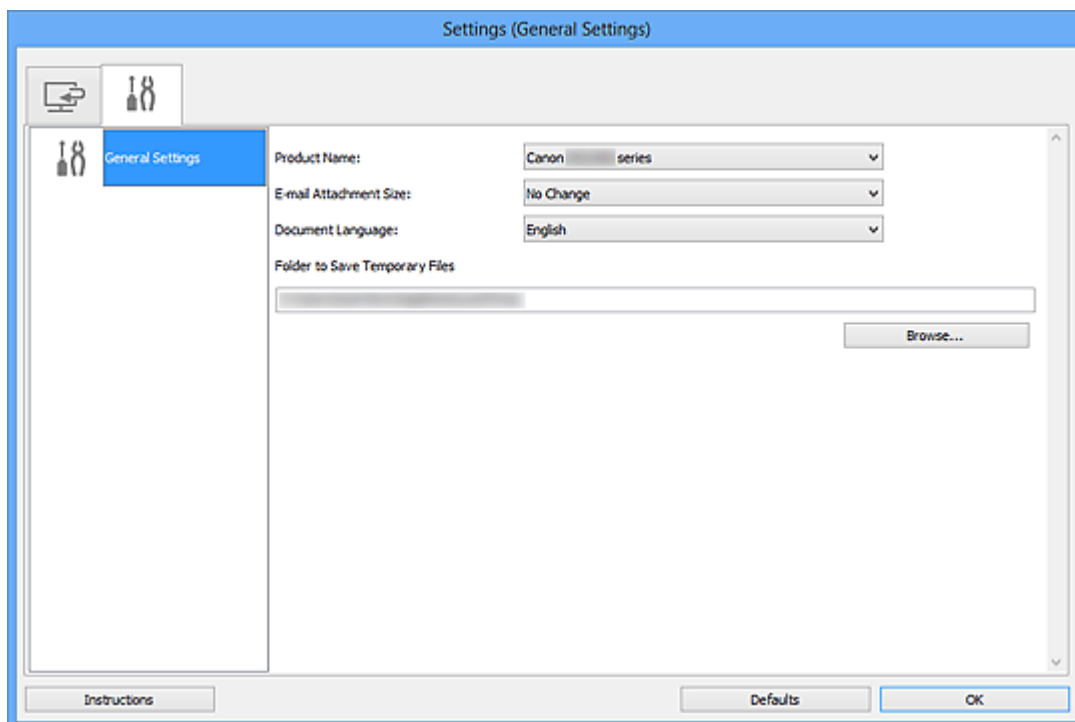 Settings (General Settings)
General Settings
Product Name:
Canon series
E-mail Attachment Size:
No Change
Document Language:
English
Folder to Save Temporary Files
Browse...
Instructions
Defaults
OK